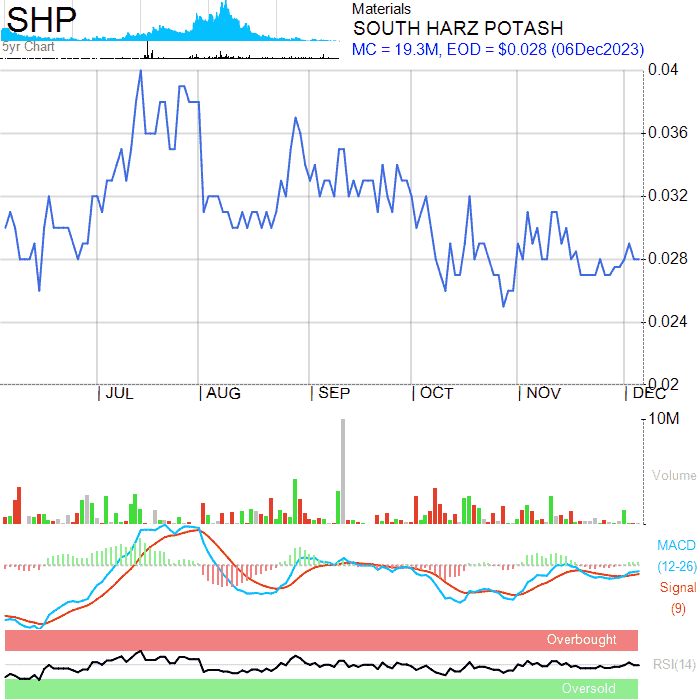 SHP
5yr Chart
Materials
SOUTH HARZ POTASH
MC = 19.3M, EOD = $0.028 (06Dec2023)
0.04
0.036
0.032
0.028
0.024
0.02
JUL AUG SEP OCT NOV DEC
10M
Volume
MACD
(12-26)
Signal
(9)
Overbought
RSI(14)
Oversold